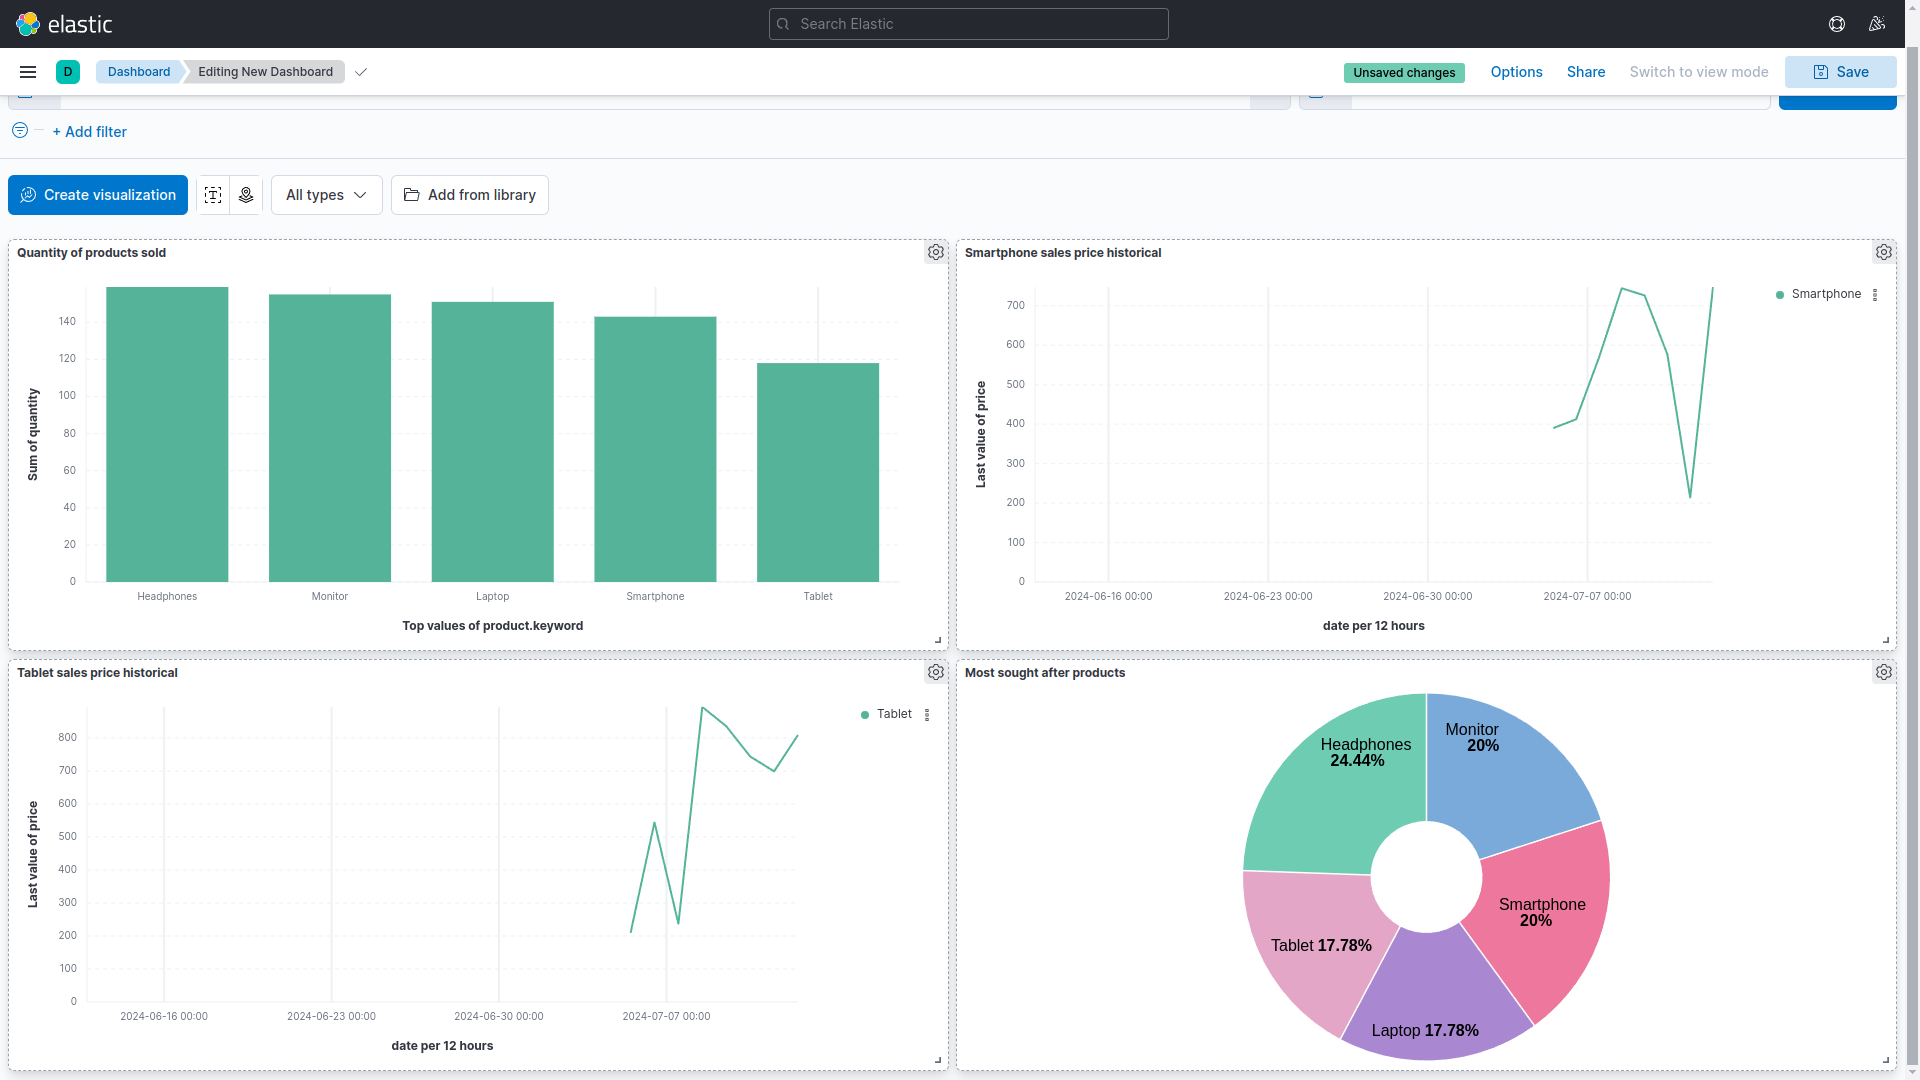 elastic
Search Elastic
D
Dashboard
Editing New Dashboard
Unsaved changes
Options
Share
Switch to view mode
Save
+ Add filter
Create visualization
All types
Add from library
Quantity of products sold
140
120
100
80
60
40
20
0
Sum of quantity
Headphones
Monitor
Laptop
Smartphone
Tablet
Top values of product.keyword
Smartphone sales price historical
Smartphone
700
600
500
400
300
200
100
0
Last value of price
2024-06-16 00:00
2024-06-23 00:00
2024-06-30 00:00
2024-07-07 00:00
date per 12 hours
Tablet sales price historical
Tablet
800
700
600
500
400
300
200
100
0
Last value of price
2024-06-16 00:00
2024-06-23 00:00
2024-06-30 00:00
2024-07-07 00:00
date per 12 hours
Most sought after products
Monitor
20%
Headphones
24.44%
Smartphone
20%
Tablet 17.78%
Laptop 17.78%